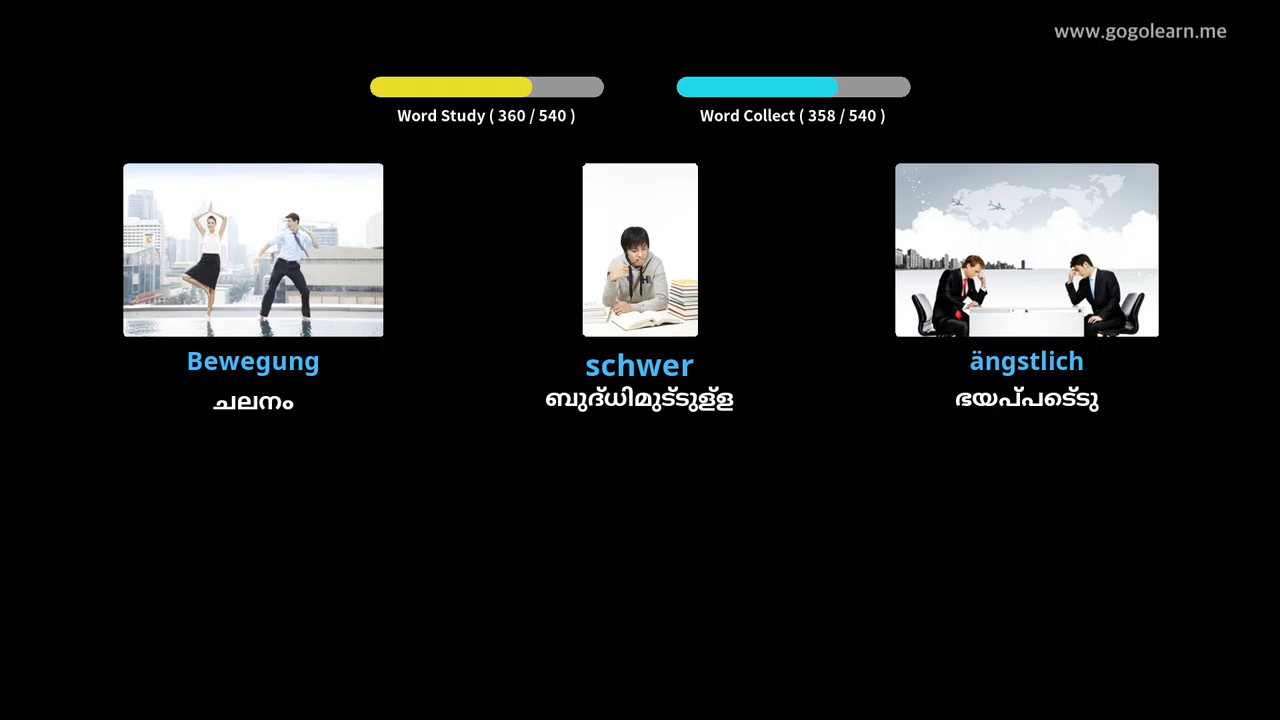 www.gogolearn.me
Word Study ( 360 / 540 )
Word Collect ( 358 / 540 )
Bewegung
schwer
ängstlich
ചലനം
ബുദ്ധിമുട്ടുള്ള
ഭയപ്പെട്ടു